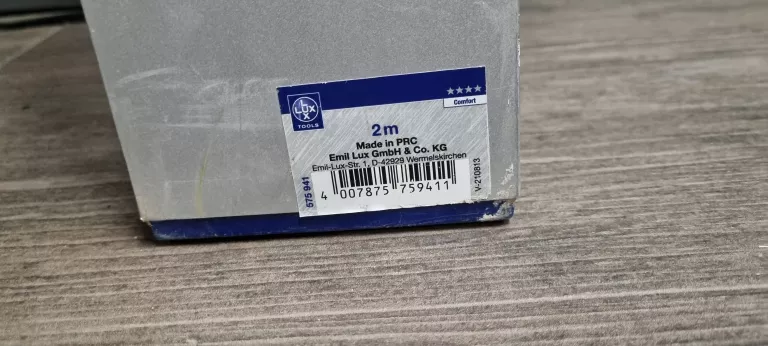 LUX
TOOLS
Comfort
2m
Made in PRC
Emil Lux GmbH & Co. KG
Emil-Lux-Str. 1, D-42929 Wermelskirchen
575 941
4 007875 759411
V-210813